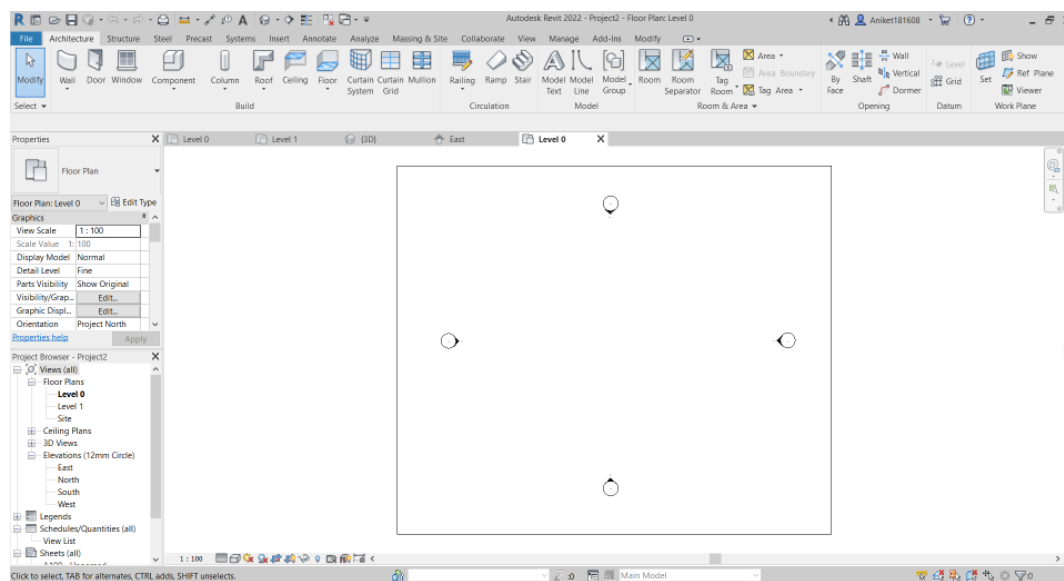 Autodesk Revit 2022 - Project2 - Floor Plan: Level 0
Aniket181608
File Architecture Structure Steel Precast Systems Insert Annotate Analyze Massing & Site Collaborate View Manage Add-Ins Modify
Modify Wall Door Window Component Column Roof Ceiling Floor Curtain System Curtain Grid Mullion Railing Ramp Stair Model Text Model Line Model Group Room Room Separator Tag Room Area Area Boundary Tag Area By Face Shaft Wall Vertical Dormer Level Grid Set Show Ref Plane Viewer
Select Build Circulation Model Room & Area Opening Datum Work Plane
Properties X Level 0 Level 1 {3D} East Level 0 X
Floor Plan
Floor Plan: Level 0 Edit Type
Graphics
View Scale 1 : 100
Scale Value 1: 100
Display Model Normal
Detail Level Fine
Parts Visibility Show Original
Visibility/Grap... Edit...
Graphic Displ... Edit...
Orientation Project North
Properties help Apply
Project Browser - Project2 X
Views (all)
Floor Plans
Level 0
Level 1
Site
Ceiling Plans
3D Views
Elevations (12mm Circle)
East
North
South
West
Legends
Schedules/Quantities (all)
View List
Sheets (all)
1 : 100
Click to select, TAB for alternates, CTRL adds, SHIFT unselects.
:0 Main Model :0